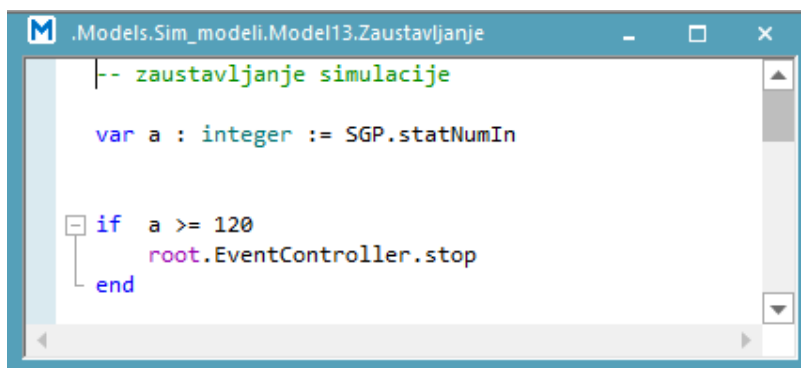 M .Models.Sim_modeli.Model13.Zaustavljanje
-- zaustavljanje simulacije
var a : integer := SGP.statNumIn
if a >= 120
root.EventController.stop
end